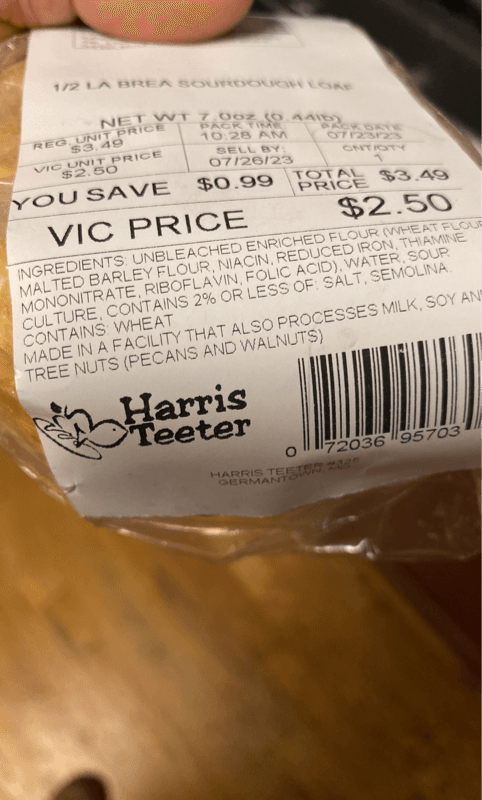 1/2 LA BREA SOURDOUGH LOAF
NET WT 7.0oz (0.44lb)
REG. UNIT PRICE PACK TIME PACK DATE
$3.49 10:28 AM 07/23/23
VIC UNIT PRICE SELL BY: CNT/QTY
$2.50 07/26/23 1
YOU SAVE $0.99 TOTAL PRICE $3.49
VIC PRICE $2.50
INGREDIENTS: UNBLEACHED ENRICHED FLOUR (WHEAT FLOUR
MALTED BARLEY FLOUR, NIACIN, REDUCED IRON, THIAMINE
MONONITRATE, RIBOFLAVIN, FOLIC ACID), WATER, SOUR
CULTURE, CONTAINS 2% OR LESS OF: SALT, SEMOLINA.
CONTAINS: WHEAT
MADE IN A FACILITY THAT ALSO PROCESSES MILK, SOY AN
TREE NUTS (PECANS AND WALNUTS)
Harris
Teeter
0 72036 95703
HARRIS TEETER
GERMANTOWN, MD